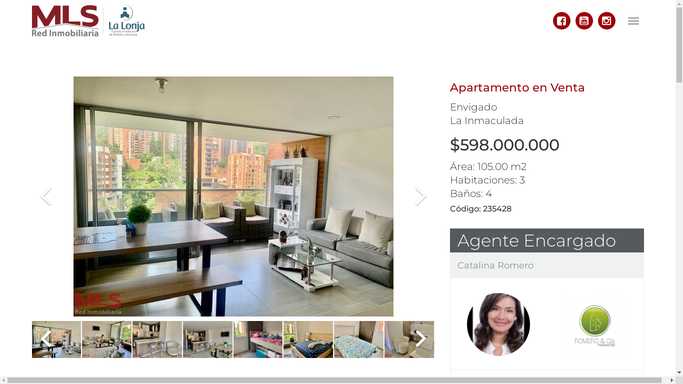 MLS
Red Inmobiliaria
La Lonja
Apartamento en Venta
Envigado
La Inmaculada
$598.000.000
Área: 105.00 m2
Habitaciones: 3
Baños: 4
Código: 235428
MLS
Red Inmobiliaria
Agente Encargado
Catalina Romero
ROMERO & CIA